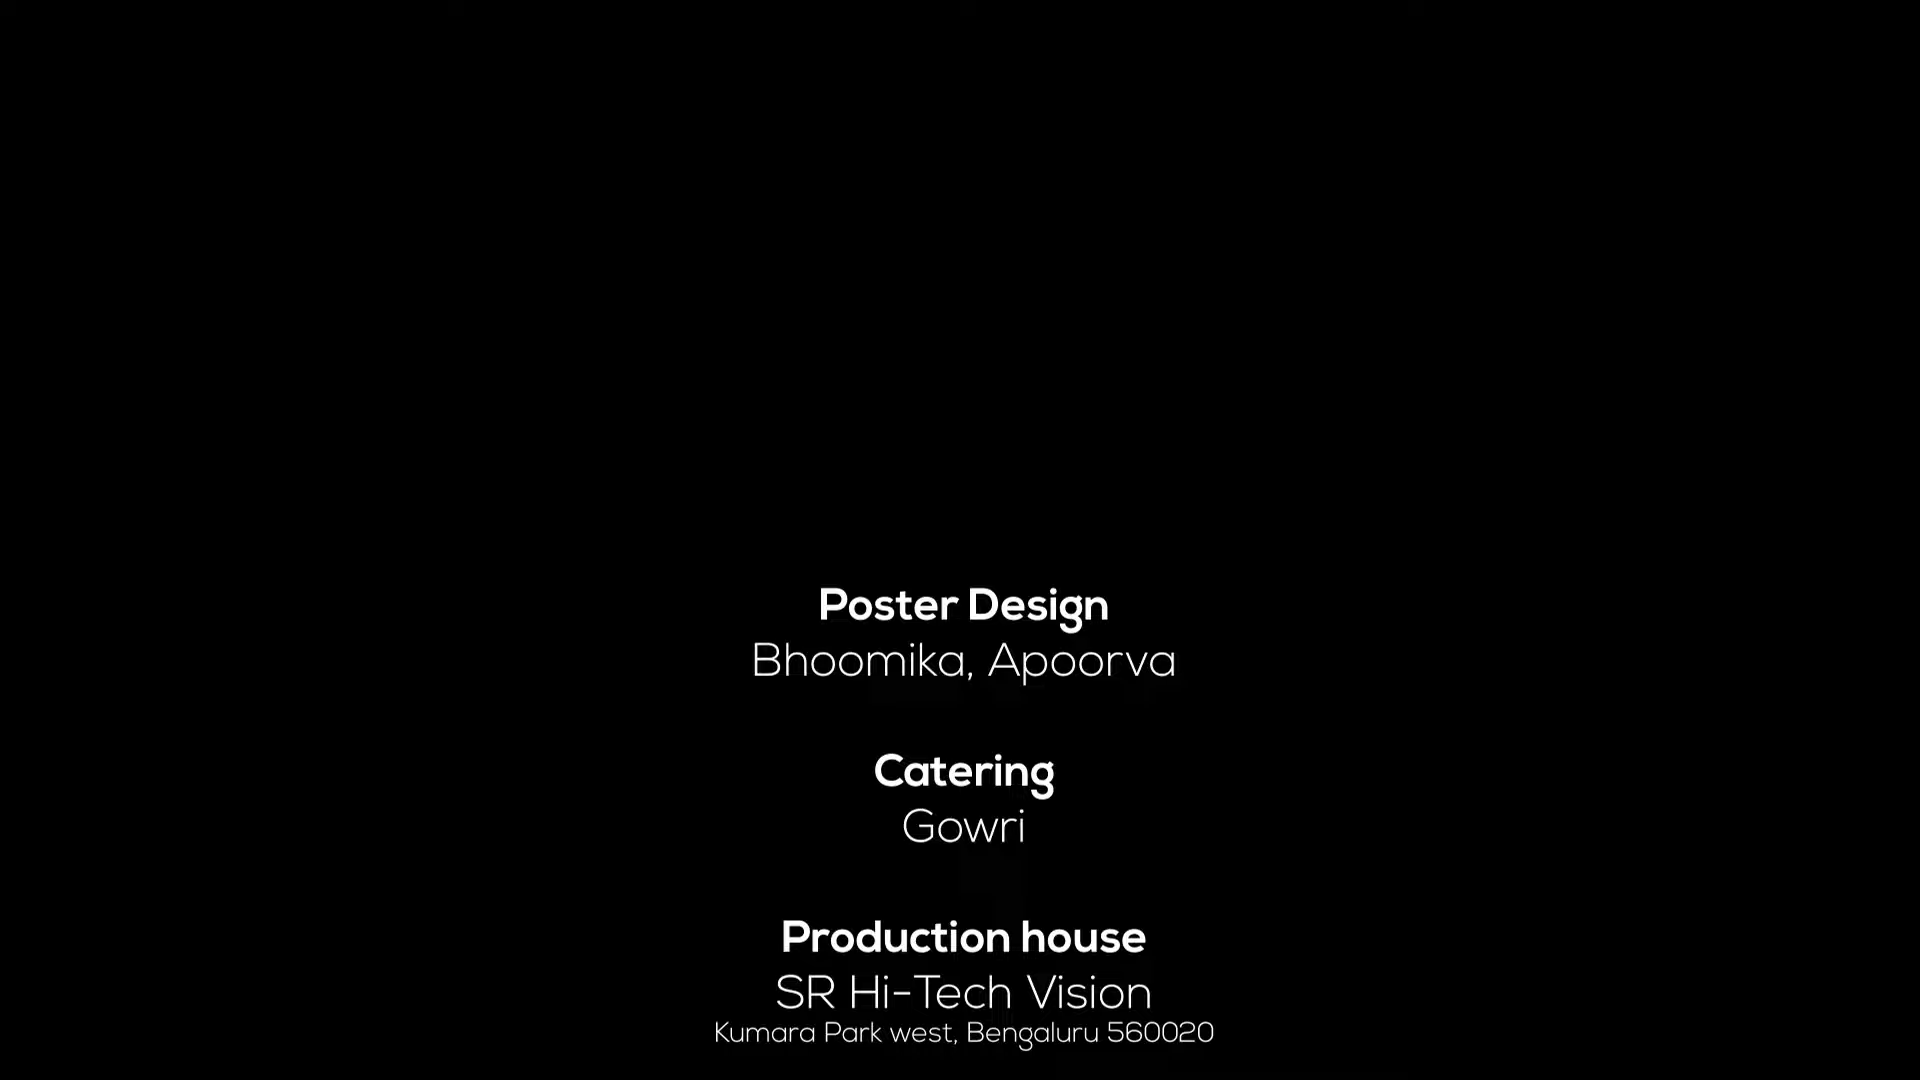 Poster Design
Bhoomika, Apoorva
Catering
Gowri
Production house
SR Hi-Tech Vision
Kumara Park west, Bengaluru 560020